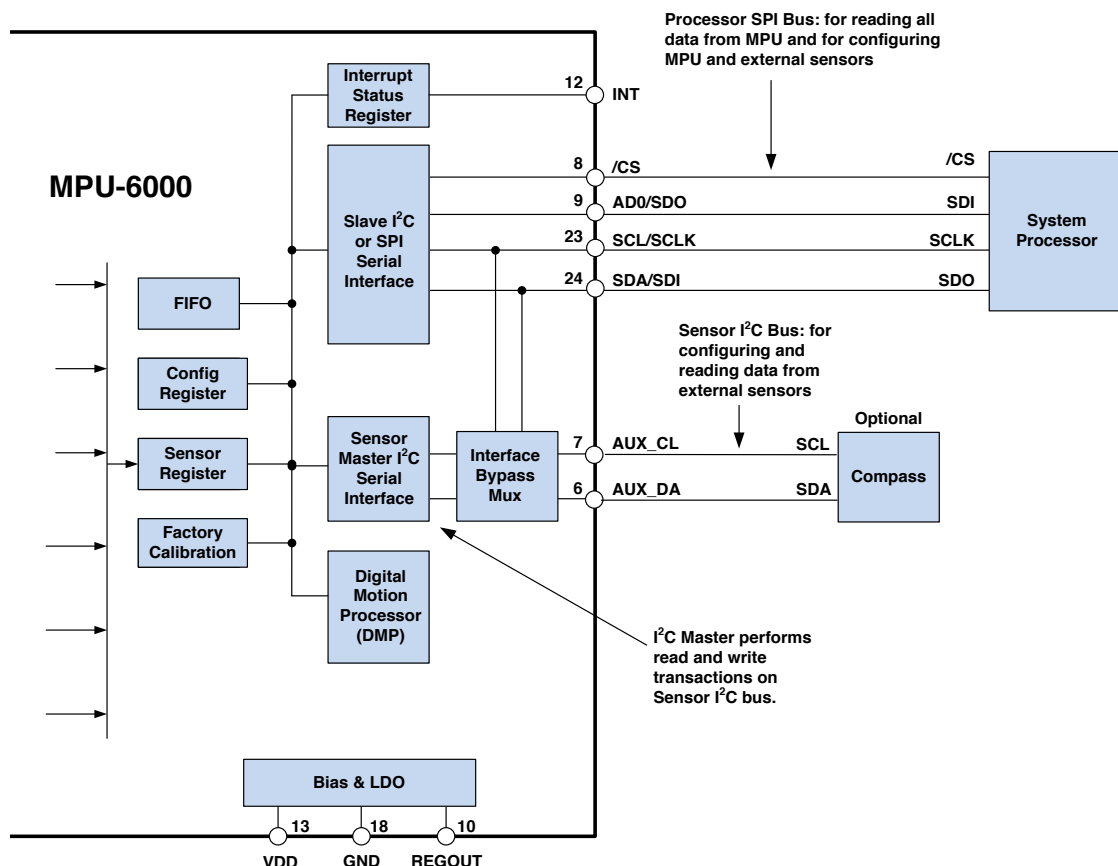 Processor SPI Bus: for reading all
data from MPU and for configuring
MPU and external sensors
MPU-6000
Interrupt
Status
Register
12
INT
Slave I²C
or SPI
Serial
Interface
8
/CS
/CS
9
AD0/SDO
SDI
23
SCL/SCLK
SCLK
24
SDA/SDI
SDO
System
Processor
FIFO
Config
Register
Sensor
Register
Factory
Calibration
Sensor I²C Bus: for
configuring and
reading data from
external sensors
Sensor
Master I²C
Serial
Interface
Interface
Bypass
Mux
7
AUX_CL
SCL
6
AUX_DA
SDA
Optional
Compass
Digital
Motion
Processor
(DMP)
I²C Master performs
read and write
transactions on
Sensor I²C bus.
Bias & LDO
13
18
10
VDD
GND
REGOUT